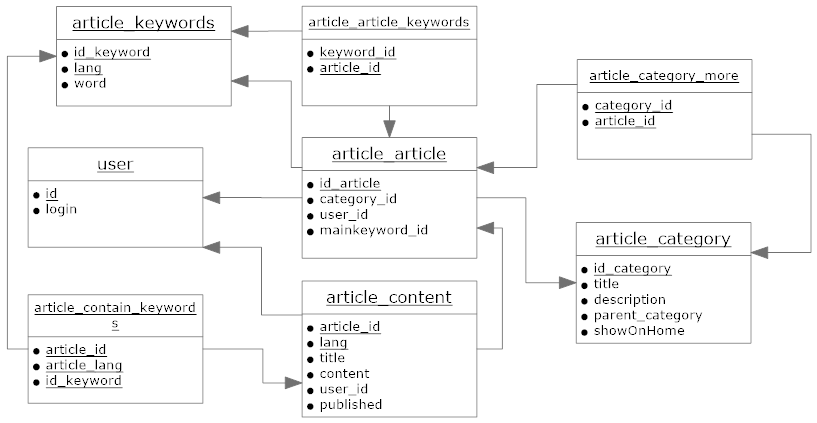 article_keywords
id_keyword
lang
word
article_article_keywords
keyword_id
article_id
article_category_more
category_id
article_id
user
id
login
article_article
id_article
category_id
user_id
mainkeyword_id
article_category
id_category
title
description
parent_category
showOnHome
article_contain_keyword
s
article_id
article_lang
id_keyword
article_content
article_id
lang
title
content
user_id
published